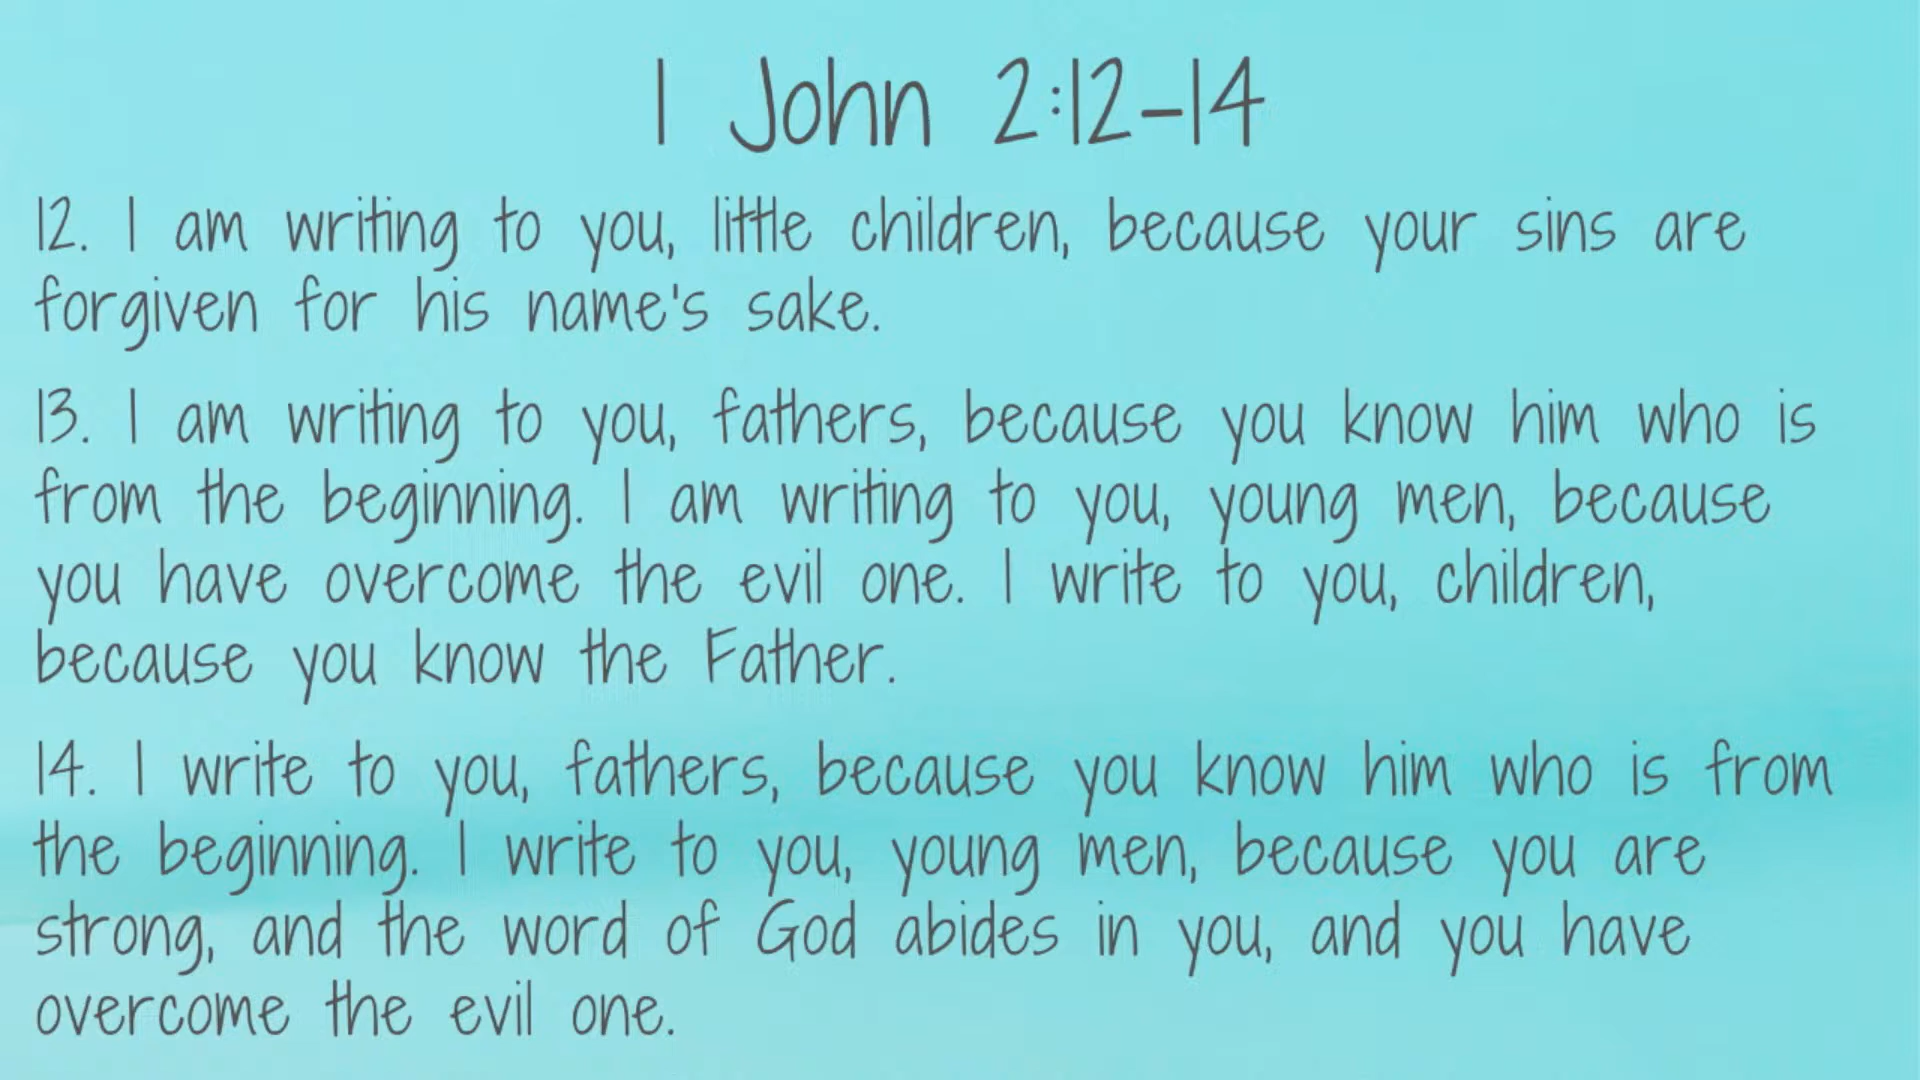 1 John 2:12-14
12. I am writing to you, little children, because your sins are
forgiven for his name's sake.
13. I am writing to you, fathers, because you know him who is
from the beginning. I am writing to you, young men, because
you have overcome the evil one. I write to you, children,
because you know the Father.
14. I write to you, fathers, because you know him who is from
the beginning. I write to you, young men, because you are
strong, and the word of God abides in you, and you have
overcome the evil one.